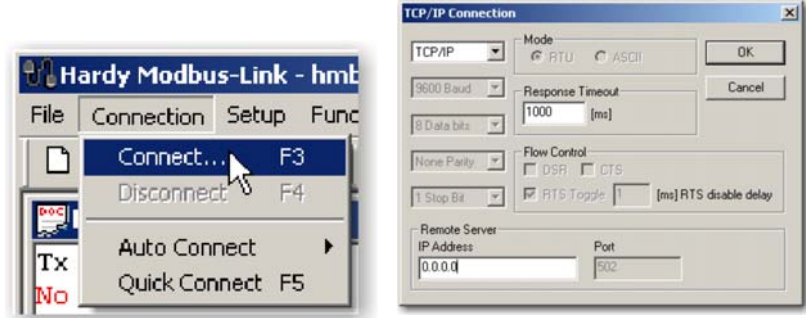 Hardy Modbus-Link - hmb
File Connection Setup Func
Connect... F3
Disconnect F4
Auto Connect
Quick Connect F5
DOC
Tx
No
TCP/IP Connection
TCP/IP
9600 Baud
8 Data bits
None Parity
1 Stop Bit
Mode
RTU ASCII
Response Timeout
1000 [ms]
Flow Control
DSR CTS
RTS Toggle 1 [ms] RTS disable delay
OK
Cancel
Remote Server
IP Address Port
0.0.0.0 502